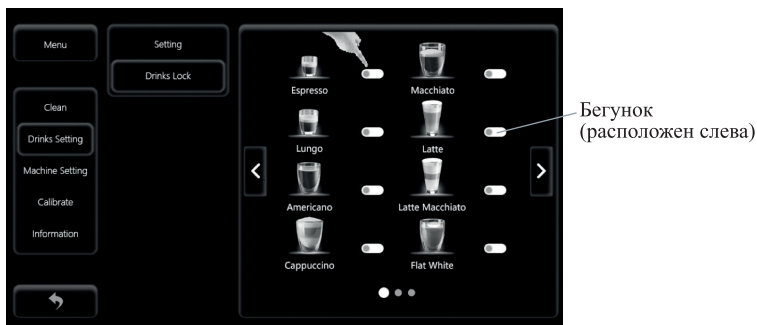 Menu
Clean
Drinks Setting
Machine Setting
Calibrate
Information
Setting
Drinks Lock
Espresso
Macchiato
Lungo
Latte
Americano
Latte Macchiato
Cappuccino
Flat White
Бегунок
(расположен слева)